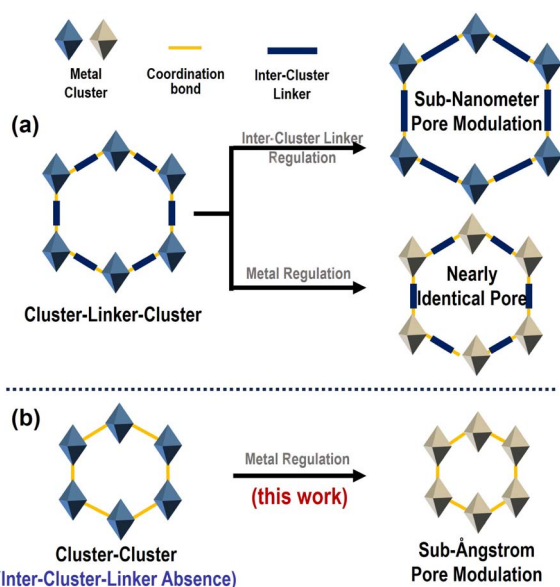 Metal
Cluster
Coordination
bond
Inter-Cluster
Linker
(a)
Inter-Cluster Linker
Regulation
Sub-Nanometer
Pore Modulation
Metal Regulation
Nearly
Identical Pore
Cluster-Linker-Cluster
(b)
Metal Regulation
(this work)
Cluster-Cluster
(Inter-Cluster-Linker Absence)
Sub-Ångstrom
Pore Modulation